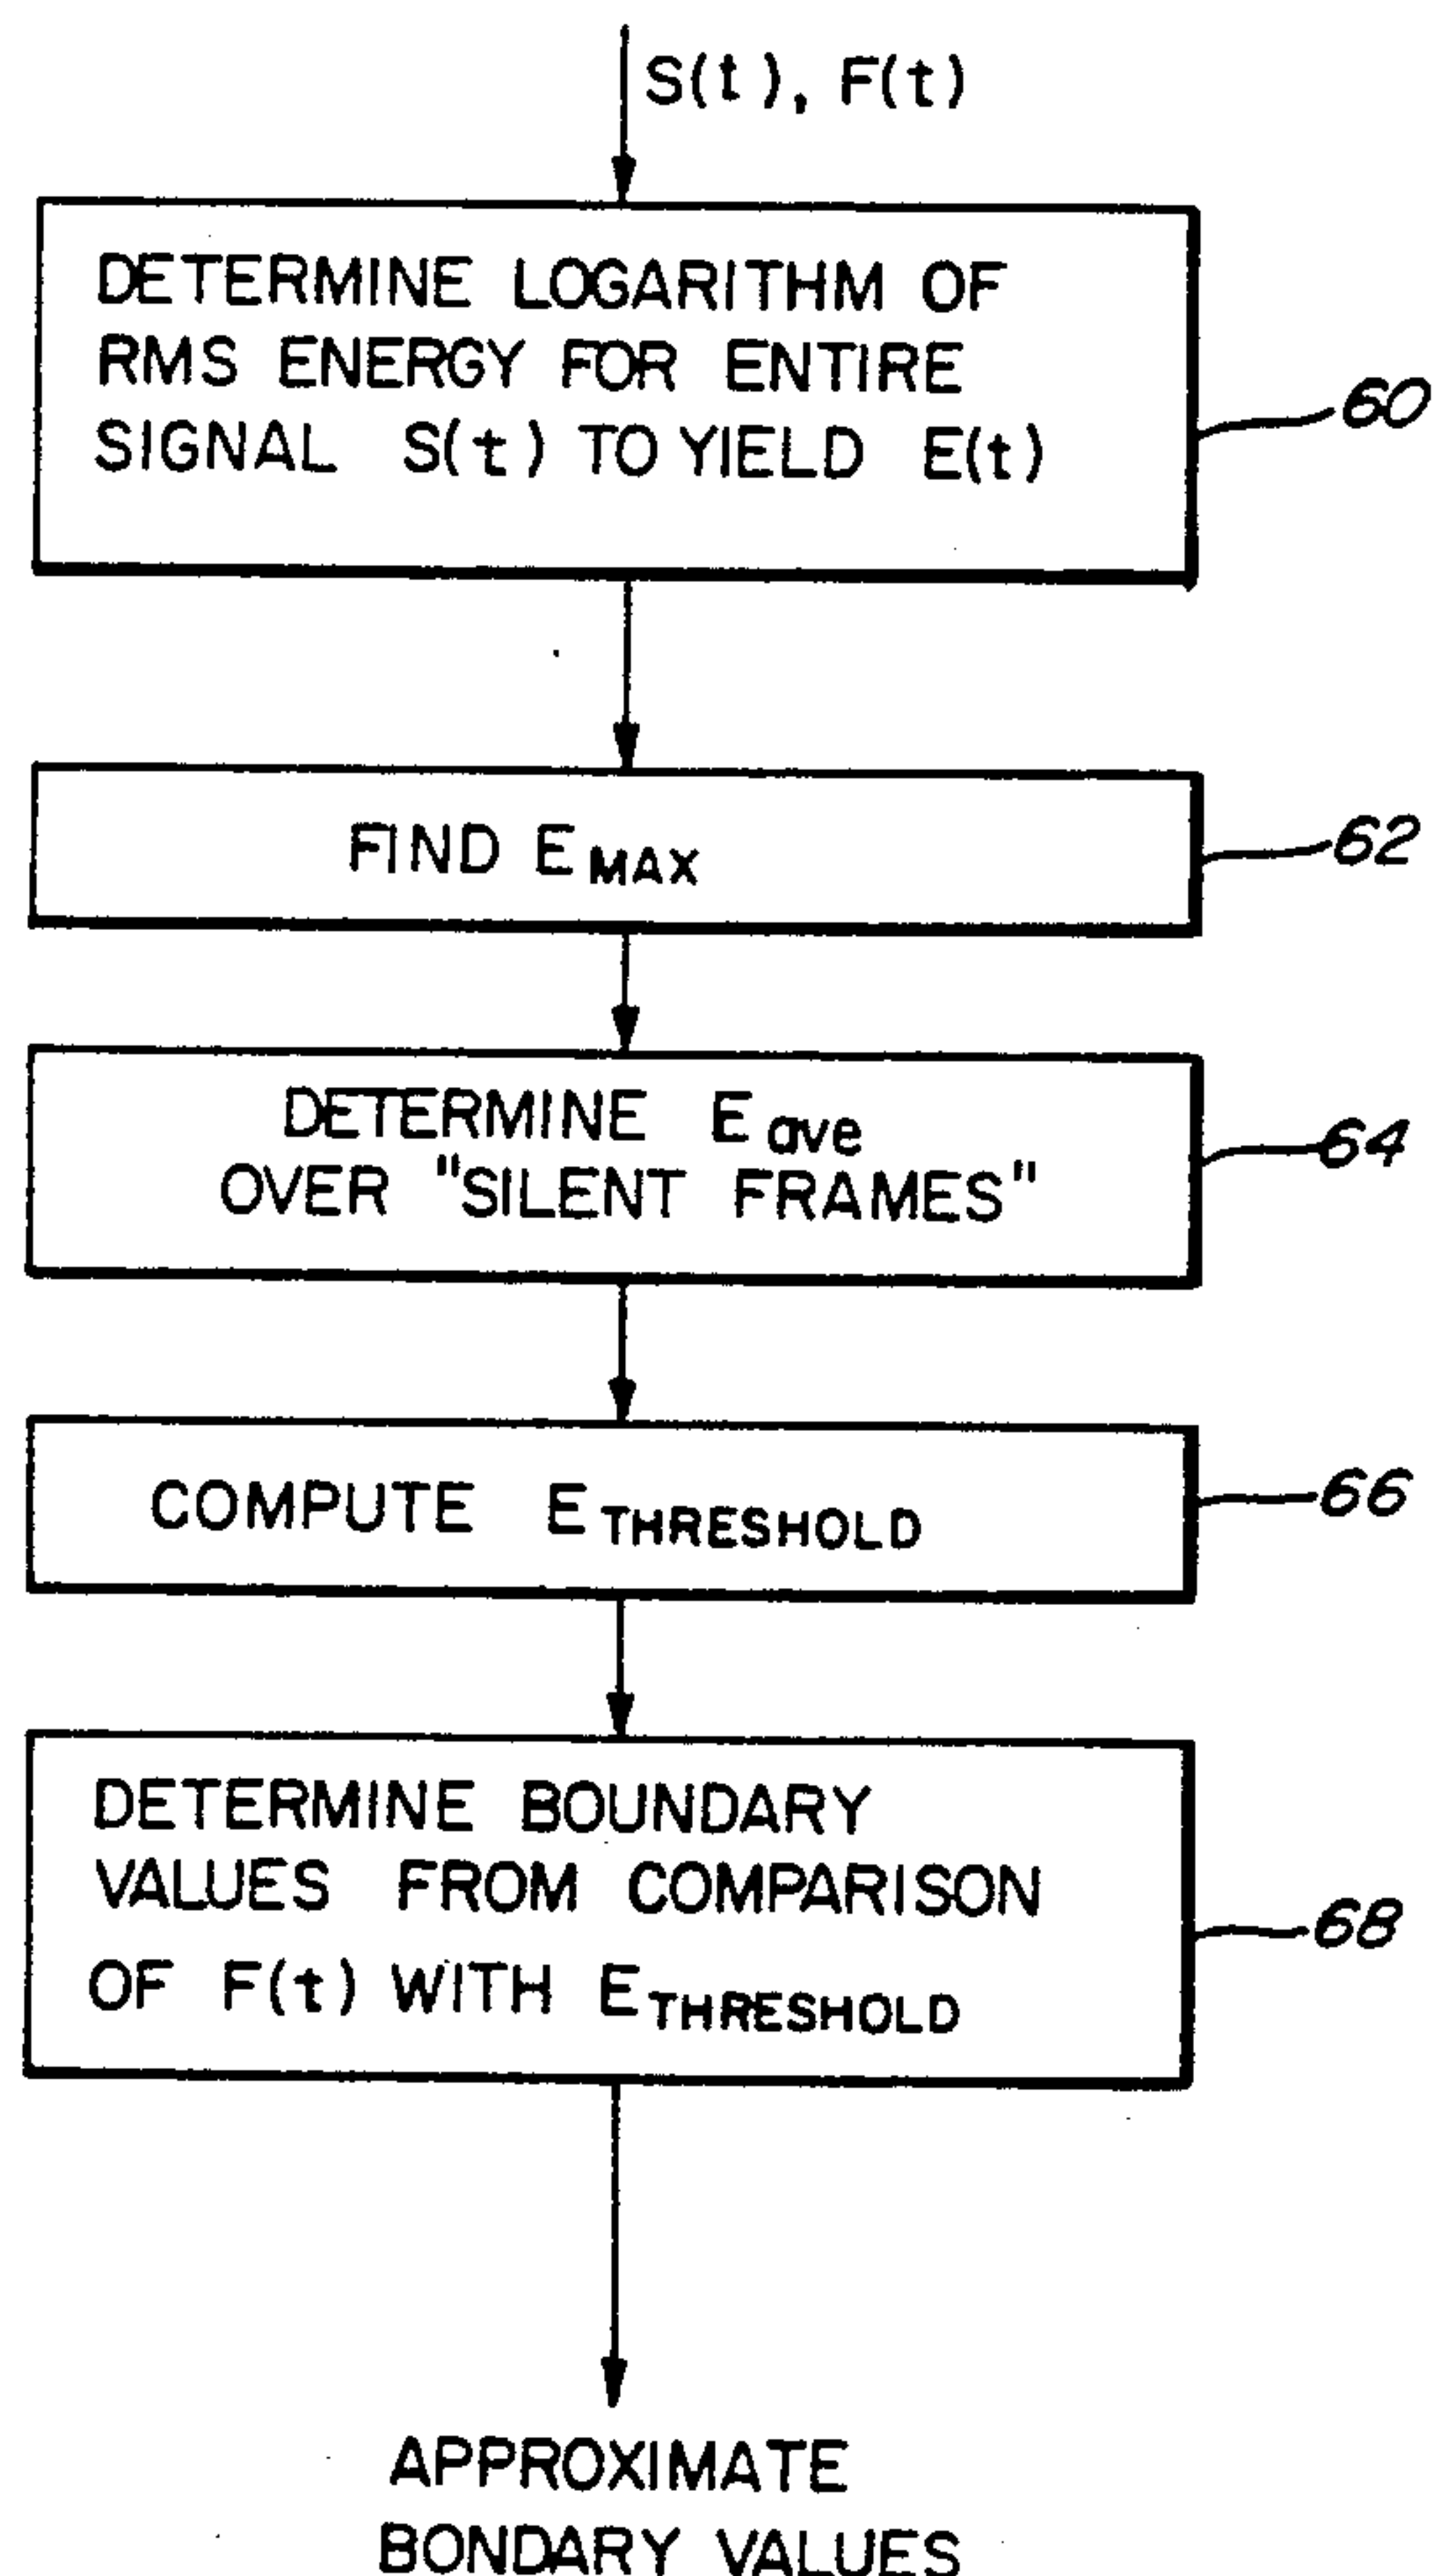 S(t), F(t)
DETERMINE LOGARITHM OF
RMS ENERGY FOR ENTIRE
SIGNAL S(t) TO YIELD E(t)
60
FIND EMAX
62
DETERMINE Eave
OVER "SILENT FRAMES"
64
COMPUTE ETHRESHOLD
66
DETERMINE BOUNDARY
VALUES FROM COMPARISON
OF F(t) WITH ETHRESHOLD
68
APPROXIMATE
BONDARY VALUES